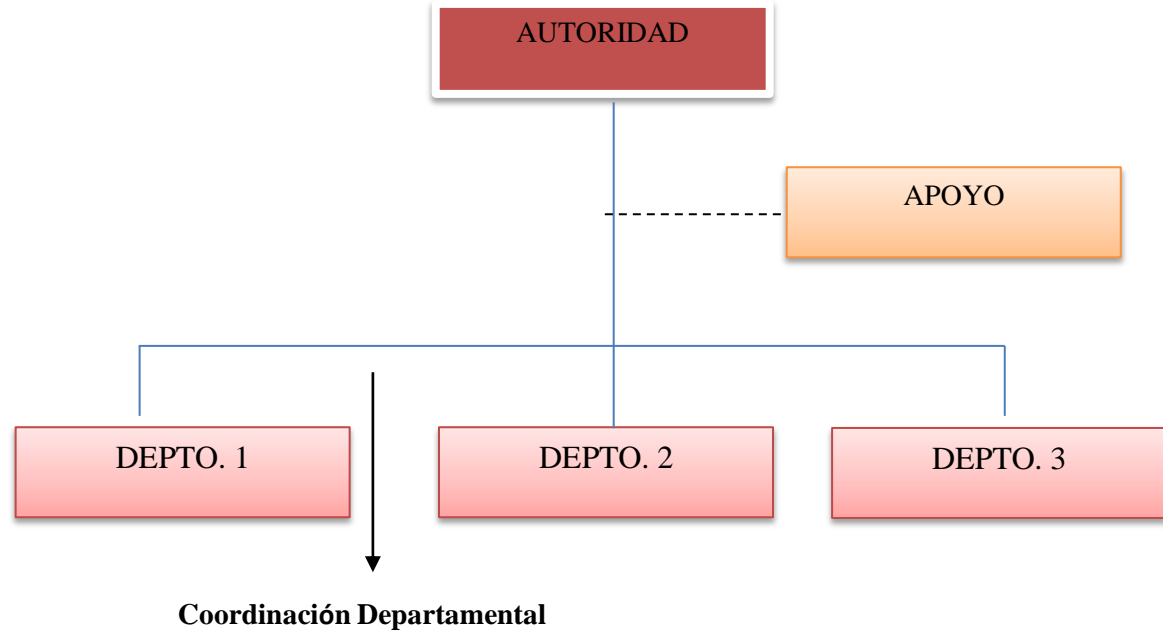 AUTORIDAD
APOYO
DEPTO. 1
DEPTO. 2
DEPTO. 3
Coordinación Departamental